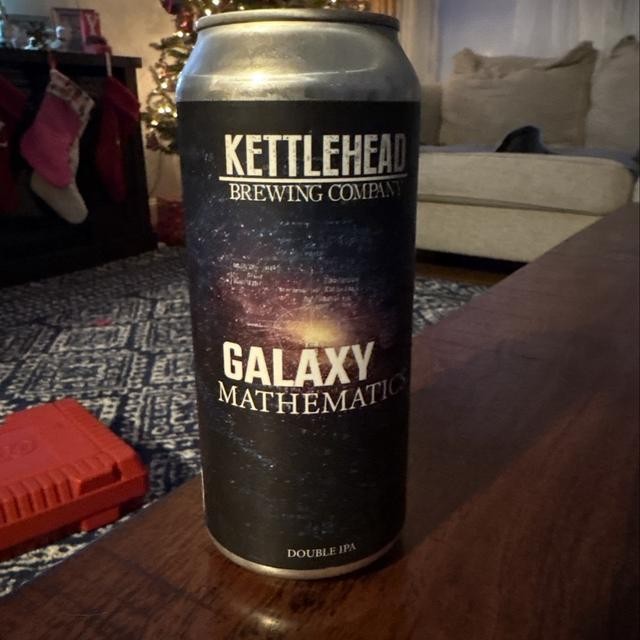 KETTLEHEAD
BREWING COMPANY
GALAXY
MATHEMATICS
DOUBLE IPA